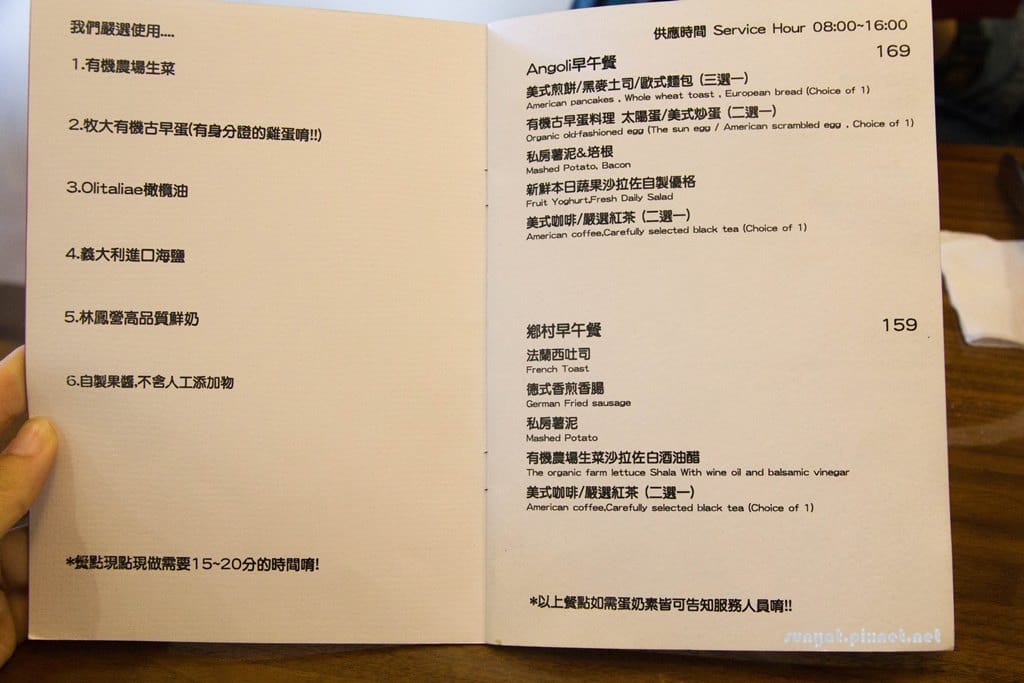 我們嚴選使用....
1.有機農場生菜
2.牧大有機古早蛋(有身分證的雞蛋唷!!)
3.Olitaliae橄欖油
4.義大利進口海鹽
5.林鳳營高品質鮮奶
6.自製果醬,不含人工添加物
*餐點現點現做需要15~20分的時間唷!
供應時間 Service Hour 08:00~16:00
Angoli早午餐 169
美式煎餅/黑麥土司/歐式麵包 (三選一)
American pancakes , Whole wheat toast , European bread (Choice of 1)
有機古早蛋料理 太陽蛋/美式炒蛋 (二選一)
Organic old-fashioned egg (The sun egg / American scrambled egg , Choice of 1)
私房薯泥&培根
Mashed Potato, Bacon
新鮮本日蔬果沙拉佐自製優格
Fruit Yoghurt,Fresh Daily Salad
美式咖啡/嚴選紅茶 (二選一)
American coffee,Carefully selected black tea (Choice of 1)
鄉村早午餐 159
法蘭西吐司
French Toast
德式香煎香腸
German Fried sausage
私房薯泥
Mashed Potato
有機農場生菜沙拉佐白酒油醋
The organic farm lettuce Shala With wine oil and balsamic vinegar
美式咖啡/嚴選紅茶 (二選一)
American coffee,Carefully selected black tea (Choice of 1)
*以上餐點如需蛋奶素皆可告知服務人員唷!!
sunyat.pixnet.net